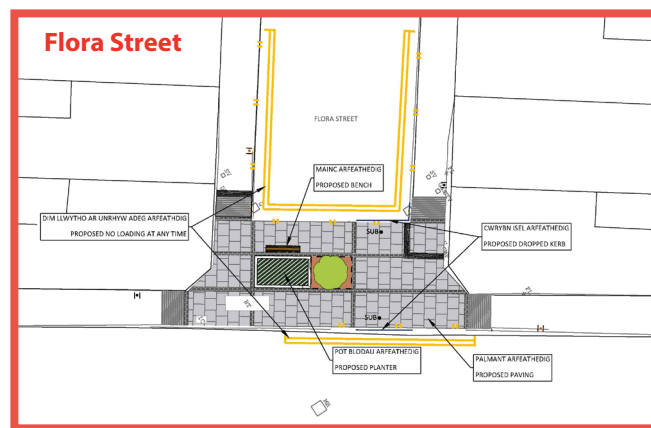 Flora Street
FLORA STREET
MAINC ARFEATHEDIG
PROPOSED BENCH
DIM LLWYTHO AR UNRHYW ADEG ARFEATHDIG
PROPOSED NO LOADING AT ANY TIME
SUB
CWRYBN ISEL ARFEATHEDIG
PROPOSED DROPPED KERB
SUB
POT BLODAU ARFEATHEDIG
PROPOSED PLANTER
PALMANT ARFEATHEDIG
PROPOSED PAVING
MH